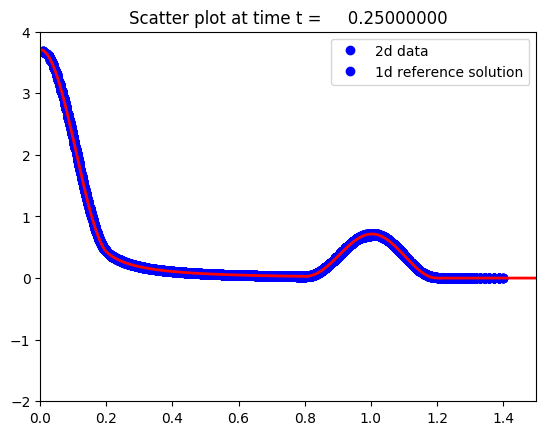 Scatter plot at time t = 0.25000000
2d data
1d reference solution
4
3
2
1
0
−1
−2
0.0 0.2 0.4 0.6 0.8 1.0 1.2 1.4